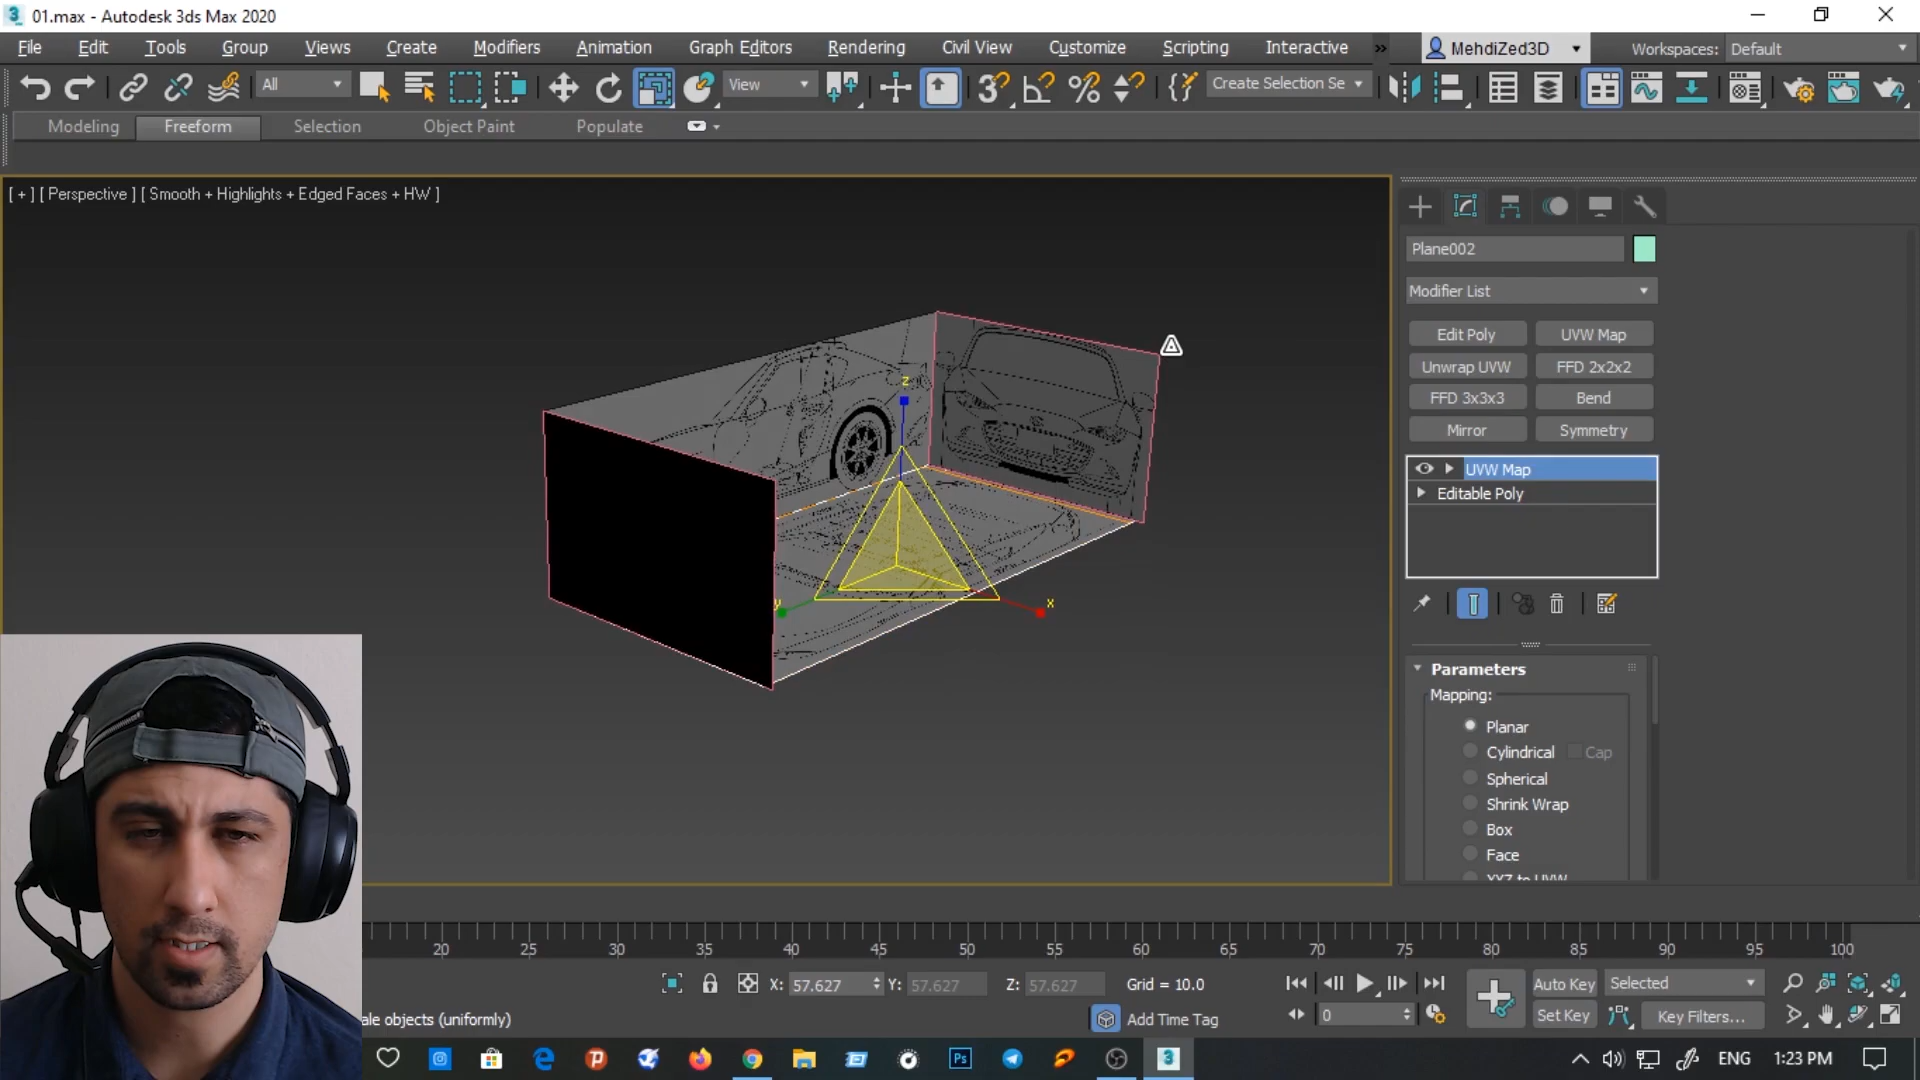 01.max - Autodesk 3ds Max 2020
File Edit Tools Group Views Create Modifiers Animation Graph Editors Rendering Civil View Customize Scripting Interactive » MehdiZed3D Workspaces: Default
All View Create Selection Se
Modeling Freeform Selection Object Paint Populate
[ + ] [ Perspective ] [ Smooth + Highlights + Edged Faces + HW ]
Plane002
Modifier List
Edit Poly UVW Map
Unwrap UVW FFD 2x2x2
FFD 3x3x3 Bend
Mirror Symmetry
UVW Map
Editable Poly
Parameters
Mapping:
Planar
Cylindrical Cap
Spherical
Shrink Wrap
Box
Face
XYZ to UVW
z
y
x
20 25 30 35 40 45 50 55 60 65 70 75 80 85 90 95 100
X: 57.627 Y: 57.627 Z: 57.627 Grid = 10.0 Auto Key Selected
ale objects (uniformly) Add Time Tag 0 Set Key Key Filters...
Ps 3 ENG 1:23 PM